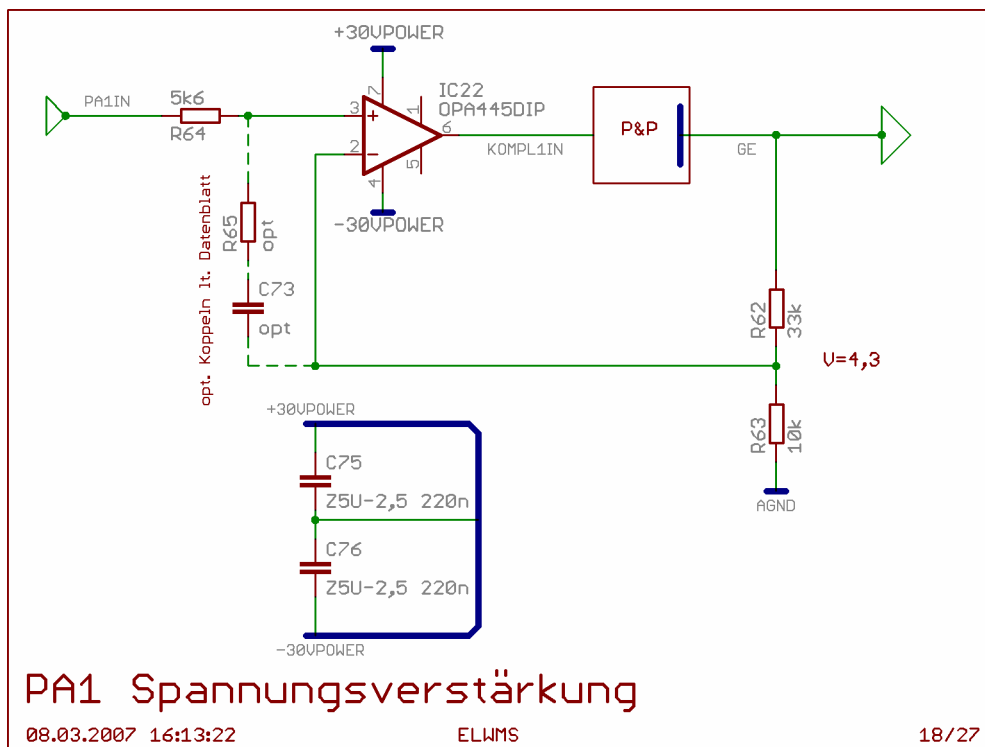 +30VPOWER
PA1IN
5k6
R64
3
2
7
4
1
5
6
+
-
IC22
OPA445DIP
KOMPL1IN
P&P
GE
-30VPOWER
opt. Koppeln lt. Datenblatt
R65
opt
C73
opt
R62
33k
V=4,3
R63
10k
AGND
+30VPOWER
C75
Z5U-2,5 220n
C76
Z5U-2,5 220n
-30VPOWER
PA1 Spannungsverstärkung
08.03.2007 16:13:22
ELWMS
18/27